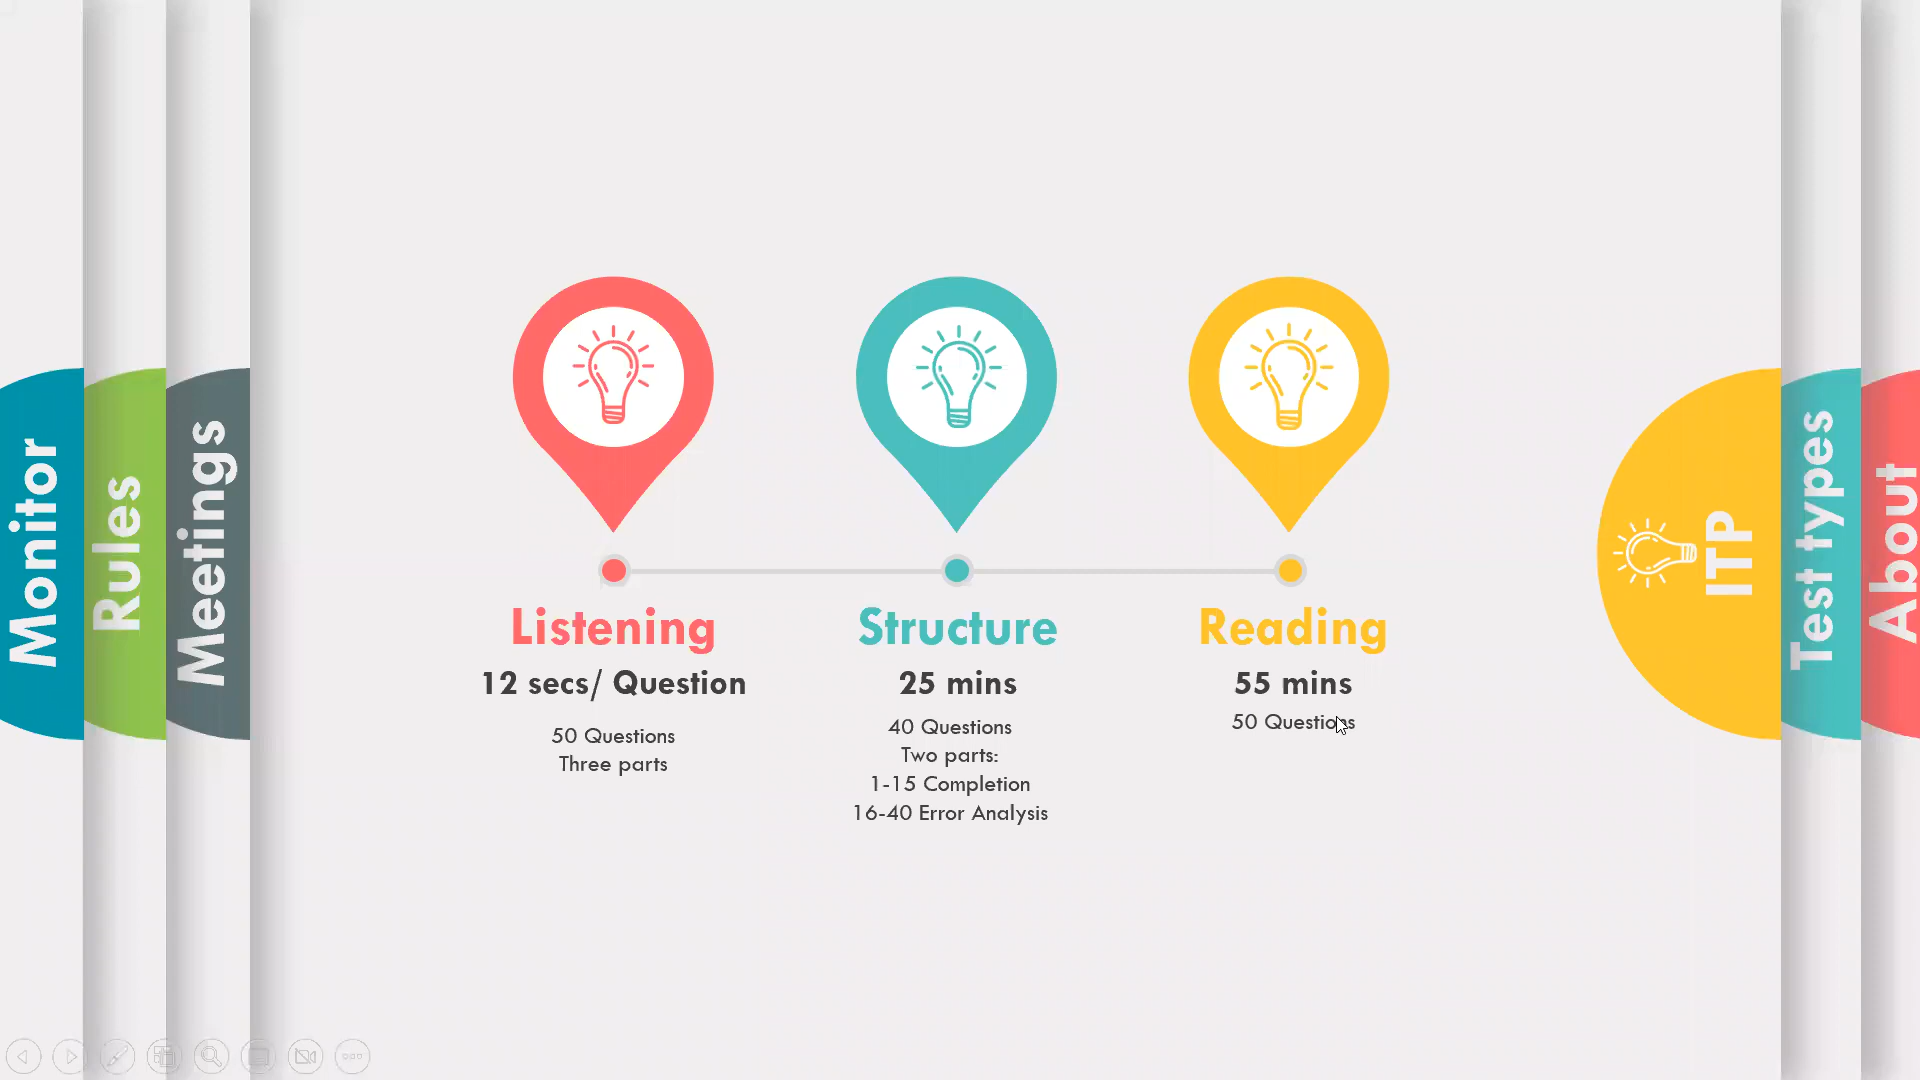 Monitor
Rules
Meetings
Listening
12 secs/ Question
50 Questions
Three parts
Structure
25 mins
40 Questions
Two parts:
1-15 Completion
16-40 Error Analysis
Reading
55 mins
50 Questions
ITP
Test types
About